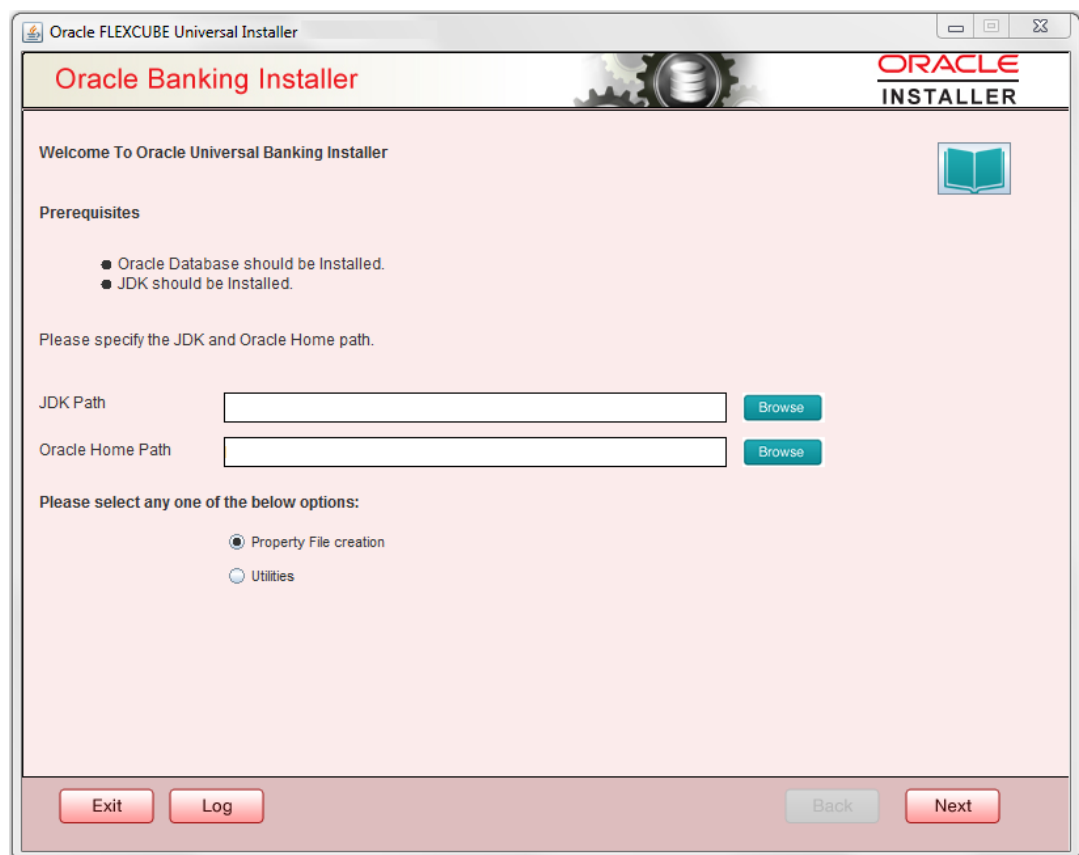 Oracle FLEXCUBE Universal Installer
Oracle Banking Installer
ORACLE
INSTALLER
Welcome To Oracle Universal Banking Installer
Prerequisites
Oracle Database should be Installed.
JDK should be Installed.
Please specify the JDK and Oracle Home path.
JDK Path
Browse
Oracle Home Path
Browse
Please select any one of the below options:
Property File creation
Utilities
Exit
Log
Back
Next